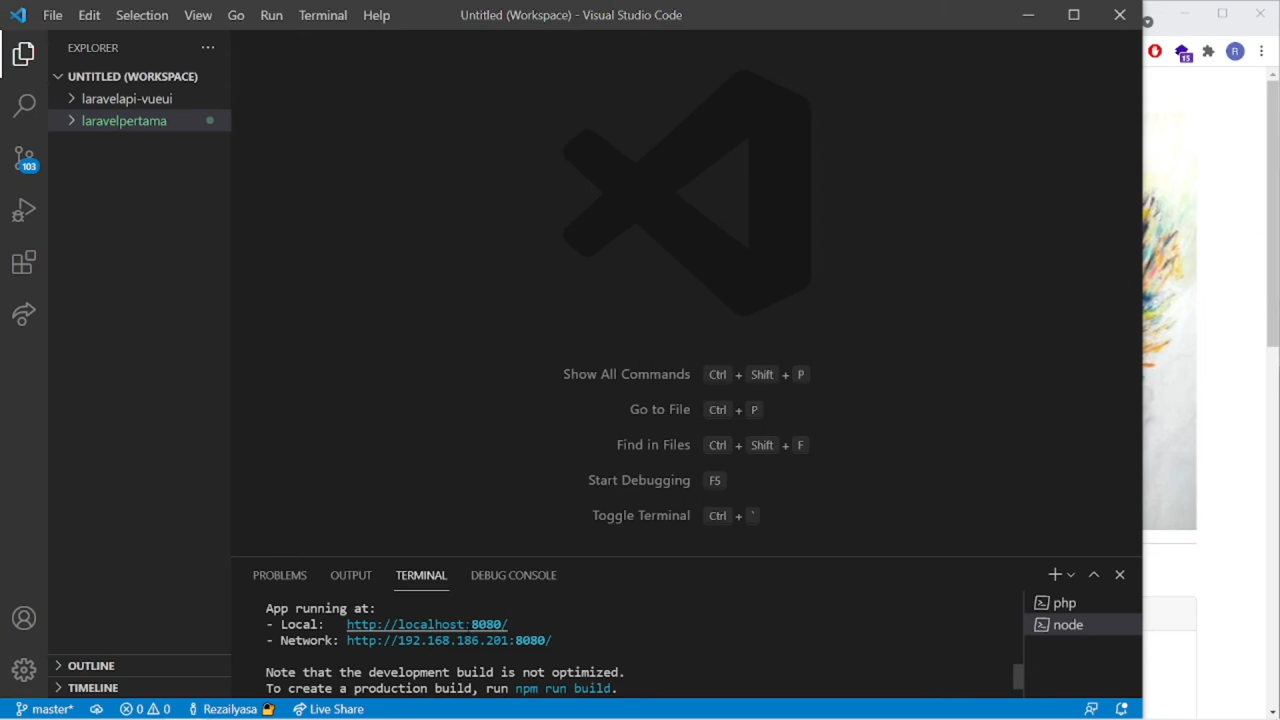 File Edit Selection View Go Run Terminal Help Untitled (Workspace) - Visual Studio Code
EXPLORER
UNTITLED (WORKSPACE)
laravelapi-vueui
laravelpertama
103
15
R
Show All Commands Ctrl + Shift + P
Go to File Ctrl + P
Find in Files Ctrl + Shift + F
Start Debugging F5
Toggle Terminal Ctrl + `
PROBLEMS OUTPUT TERMINAL DEBUG CONSOLE
App running at:
- Local: http://localhost:8080/
- Network: http://192.168.186.201:8080/
Note that the development build is not optimized.
To create a production build, run npm run build.
php
node
OUTLINE
TIMELINE
master* 0 0 Rezailyasa Live Share